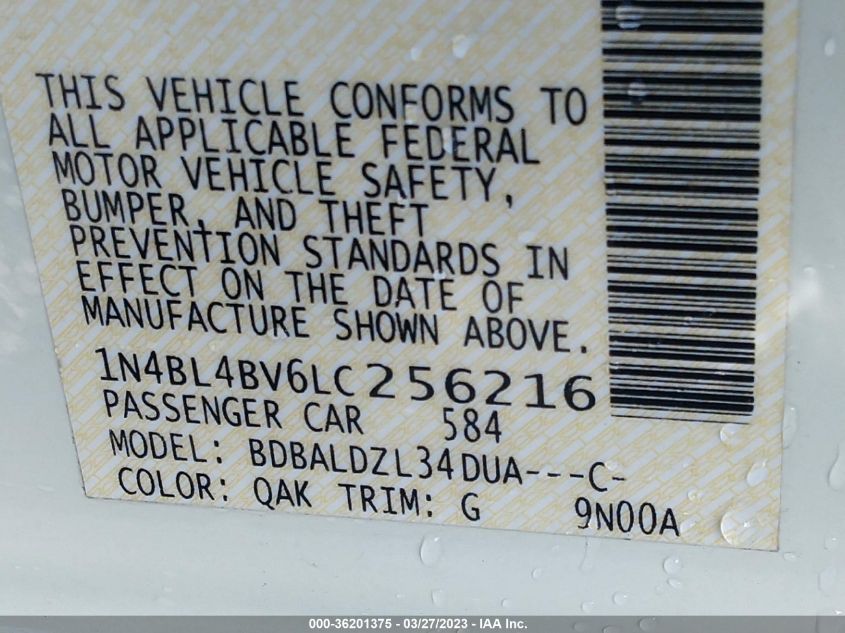 THIS VEHICLE CONFORMS TO
ALL APPLICABLE FEDERAL
MOTOR VEHICLE SAFETY,
BUMPER, AND THEFT
PREVENTION STANDARDS IN
EFFECT ON THE DATE OF
MANUFACTURE SHOWN ABOVE.
1N4BL4BV6LC256216
PASSENGER CAR 584
MODEL: BDBALDZL34DUA---C-
COLOR: QAK TRIM: G 9N00A
000-36201375 - 03/27/2023 - IAA Inc.